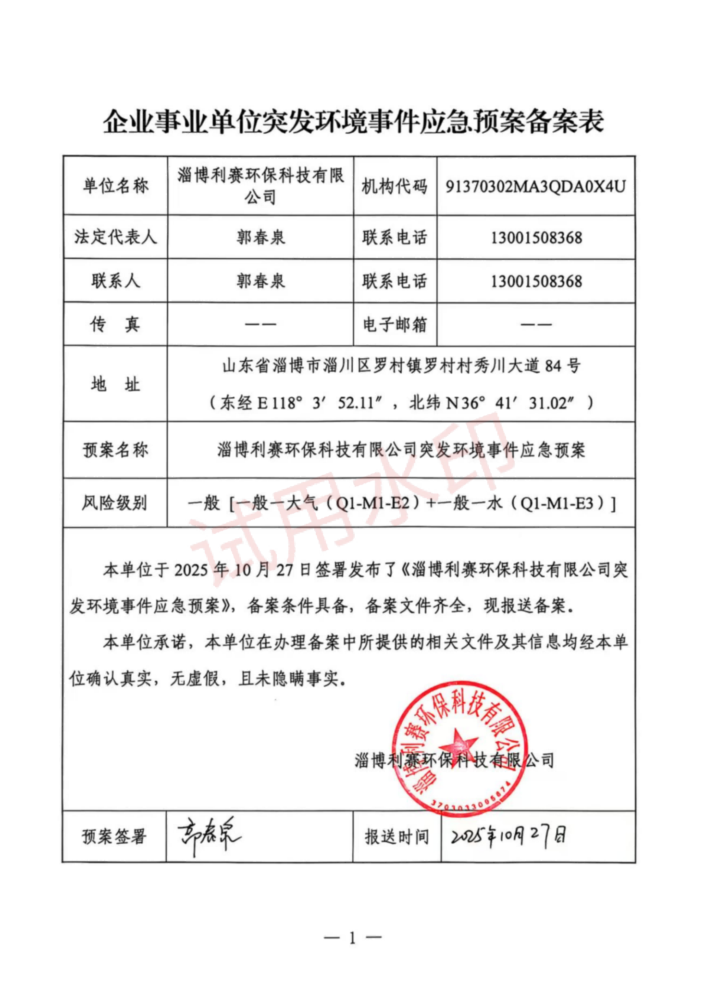 企业事业单位突发环境事件应急预案备案表
单位名称
淄博利赛环保科技有限
公司
机构代码
91370302MA3QDA0X4U
法定代表人
郭春泉
联系电话
13001508368
联系人
郭春泉
联系电话
13001508368
传 真
——
电子邮箱
——
地 址
山东省淄博市淄川区罗村镇罗村村秀川大道 84 号
（东经 E 118° 3′ 52.11″ ，北纬 N 36° 41′ 31.02″ ）
预案名称
淄博利赛环保科技有限公司突发环境事件应急预案
风险级别
一般 [一般—大气（Q1-M1-E2）+一般—水（Q1-M1-E3）]
试用水印
本单位于 2025 年 10 月 27 日签署发布了《淄博利赛环保科技有限公司突
发环境事件应急预案》，备案条件具备，备案文件齐全，现报送备案。
本单位承诺，本单位在办理备案中所提供的相关文件及其信息均经本单
位确认真实，无虚假，且未隐瞒事实。
淄博利赛环保科技有限公司
淄博利赛环保科技有限公司
3703033005674
预案签署
郭春泉
报送时间
2025年10月27日
— 1 —